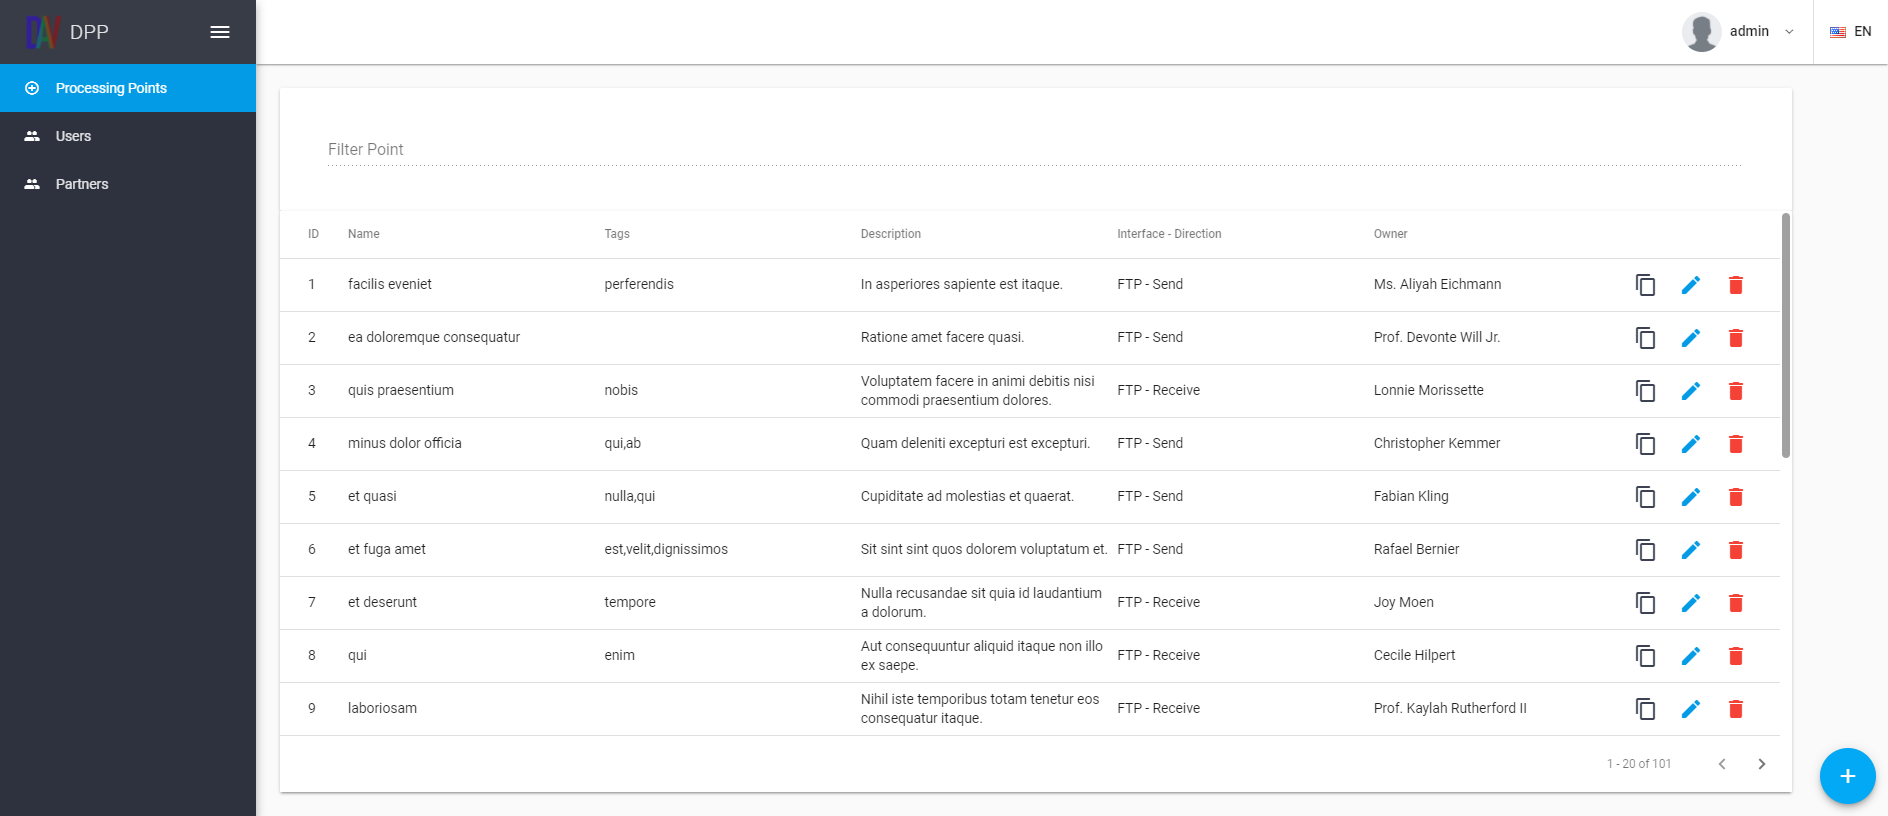 DAV DPP
admin
EN
Processing Points
Users
Partners
Filter Point
ID Name Tags Description Interface - Direction Owner
1 facilis eveniet perferendis In asperiores sapiente est itaque. FTP - Send Ms. Aliyah Eichmann
2 ea doloremque consequatur Ratione amet facere quasi. FTP - Send Prof. Devonte Will Jr.
3 quis praesentium nobis Voluptatem facere in animi debitis nisi
commodi praesentium dolores. FTP - Receive Lonnie Morissette
4 minus dolor officia qui,ab Quam deleniti excepturi est excepturi. FTP - Send Christopher Kemmer
5 et quasi nulla,qui Cupiditate ad molestias et quaerat. FTP - Send Fabian Kling
6 et fuga amet est,velit,dignissimos Sit sint sint quos dolorem voluptatum et. FTP - Send Rafael Bernier
7 et deserunt tempore Nulla recusandae sit quia id laudantium
a dolorum. FTP - Receive Joy Moen
8 qui enim Aut consequuntur aliquid itaque non illo
ex saepe. FTP - Receive Cecile Hilpert
9 laboriosam Nihil iste temporibus totam tenetur eos
consequatur itaque. FTP - Receive Prof. Kaylah Rutherford II
1 - 20 of 101